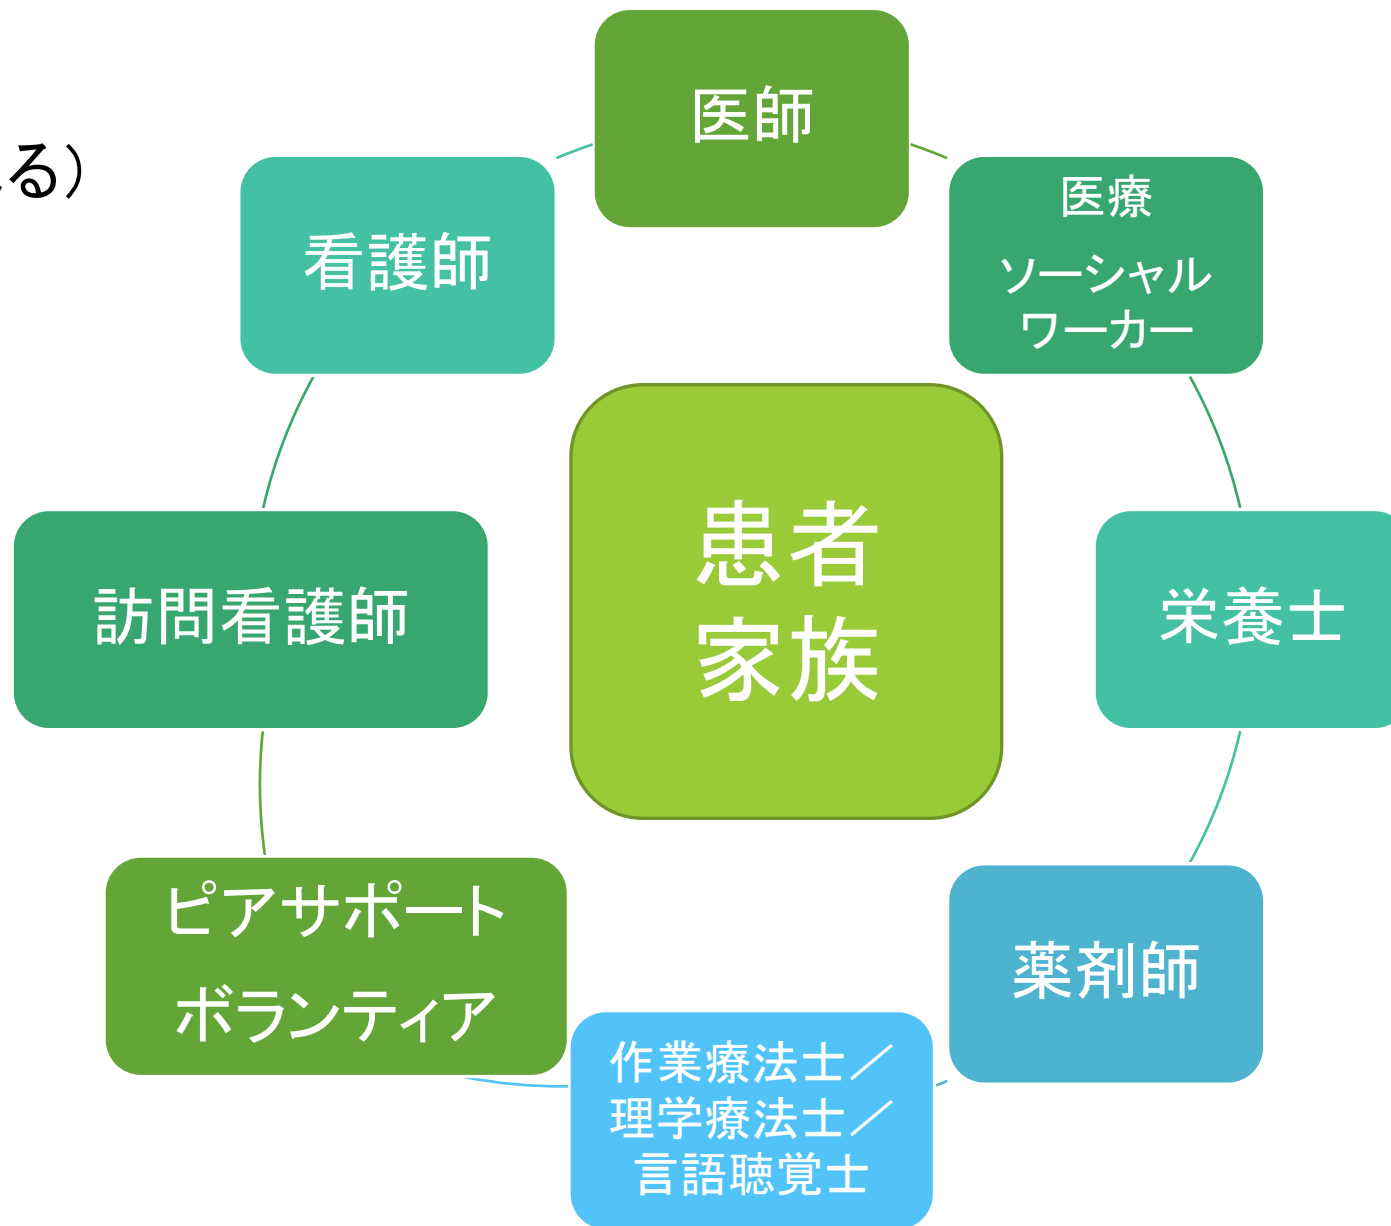 医師
る）
看護師
医療
ソーシャル
ワーカー
患者
家族
訪問看護師
栄養士
ピアサポート
ボランティア
薬剤師
作業療法士／
理学療法士／
言語聴覚士